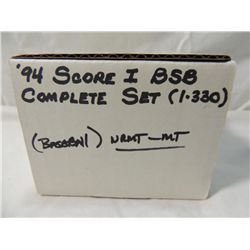 '94 SCORE I BSB
COMPLETE SET (1-330)
(BASEBALL) NRMT-MT